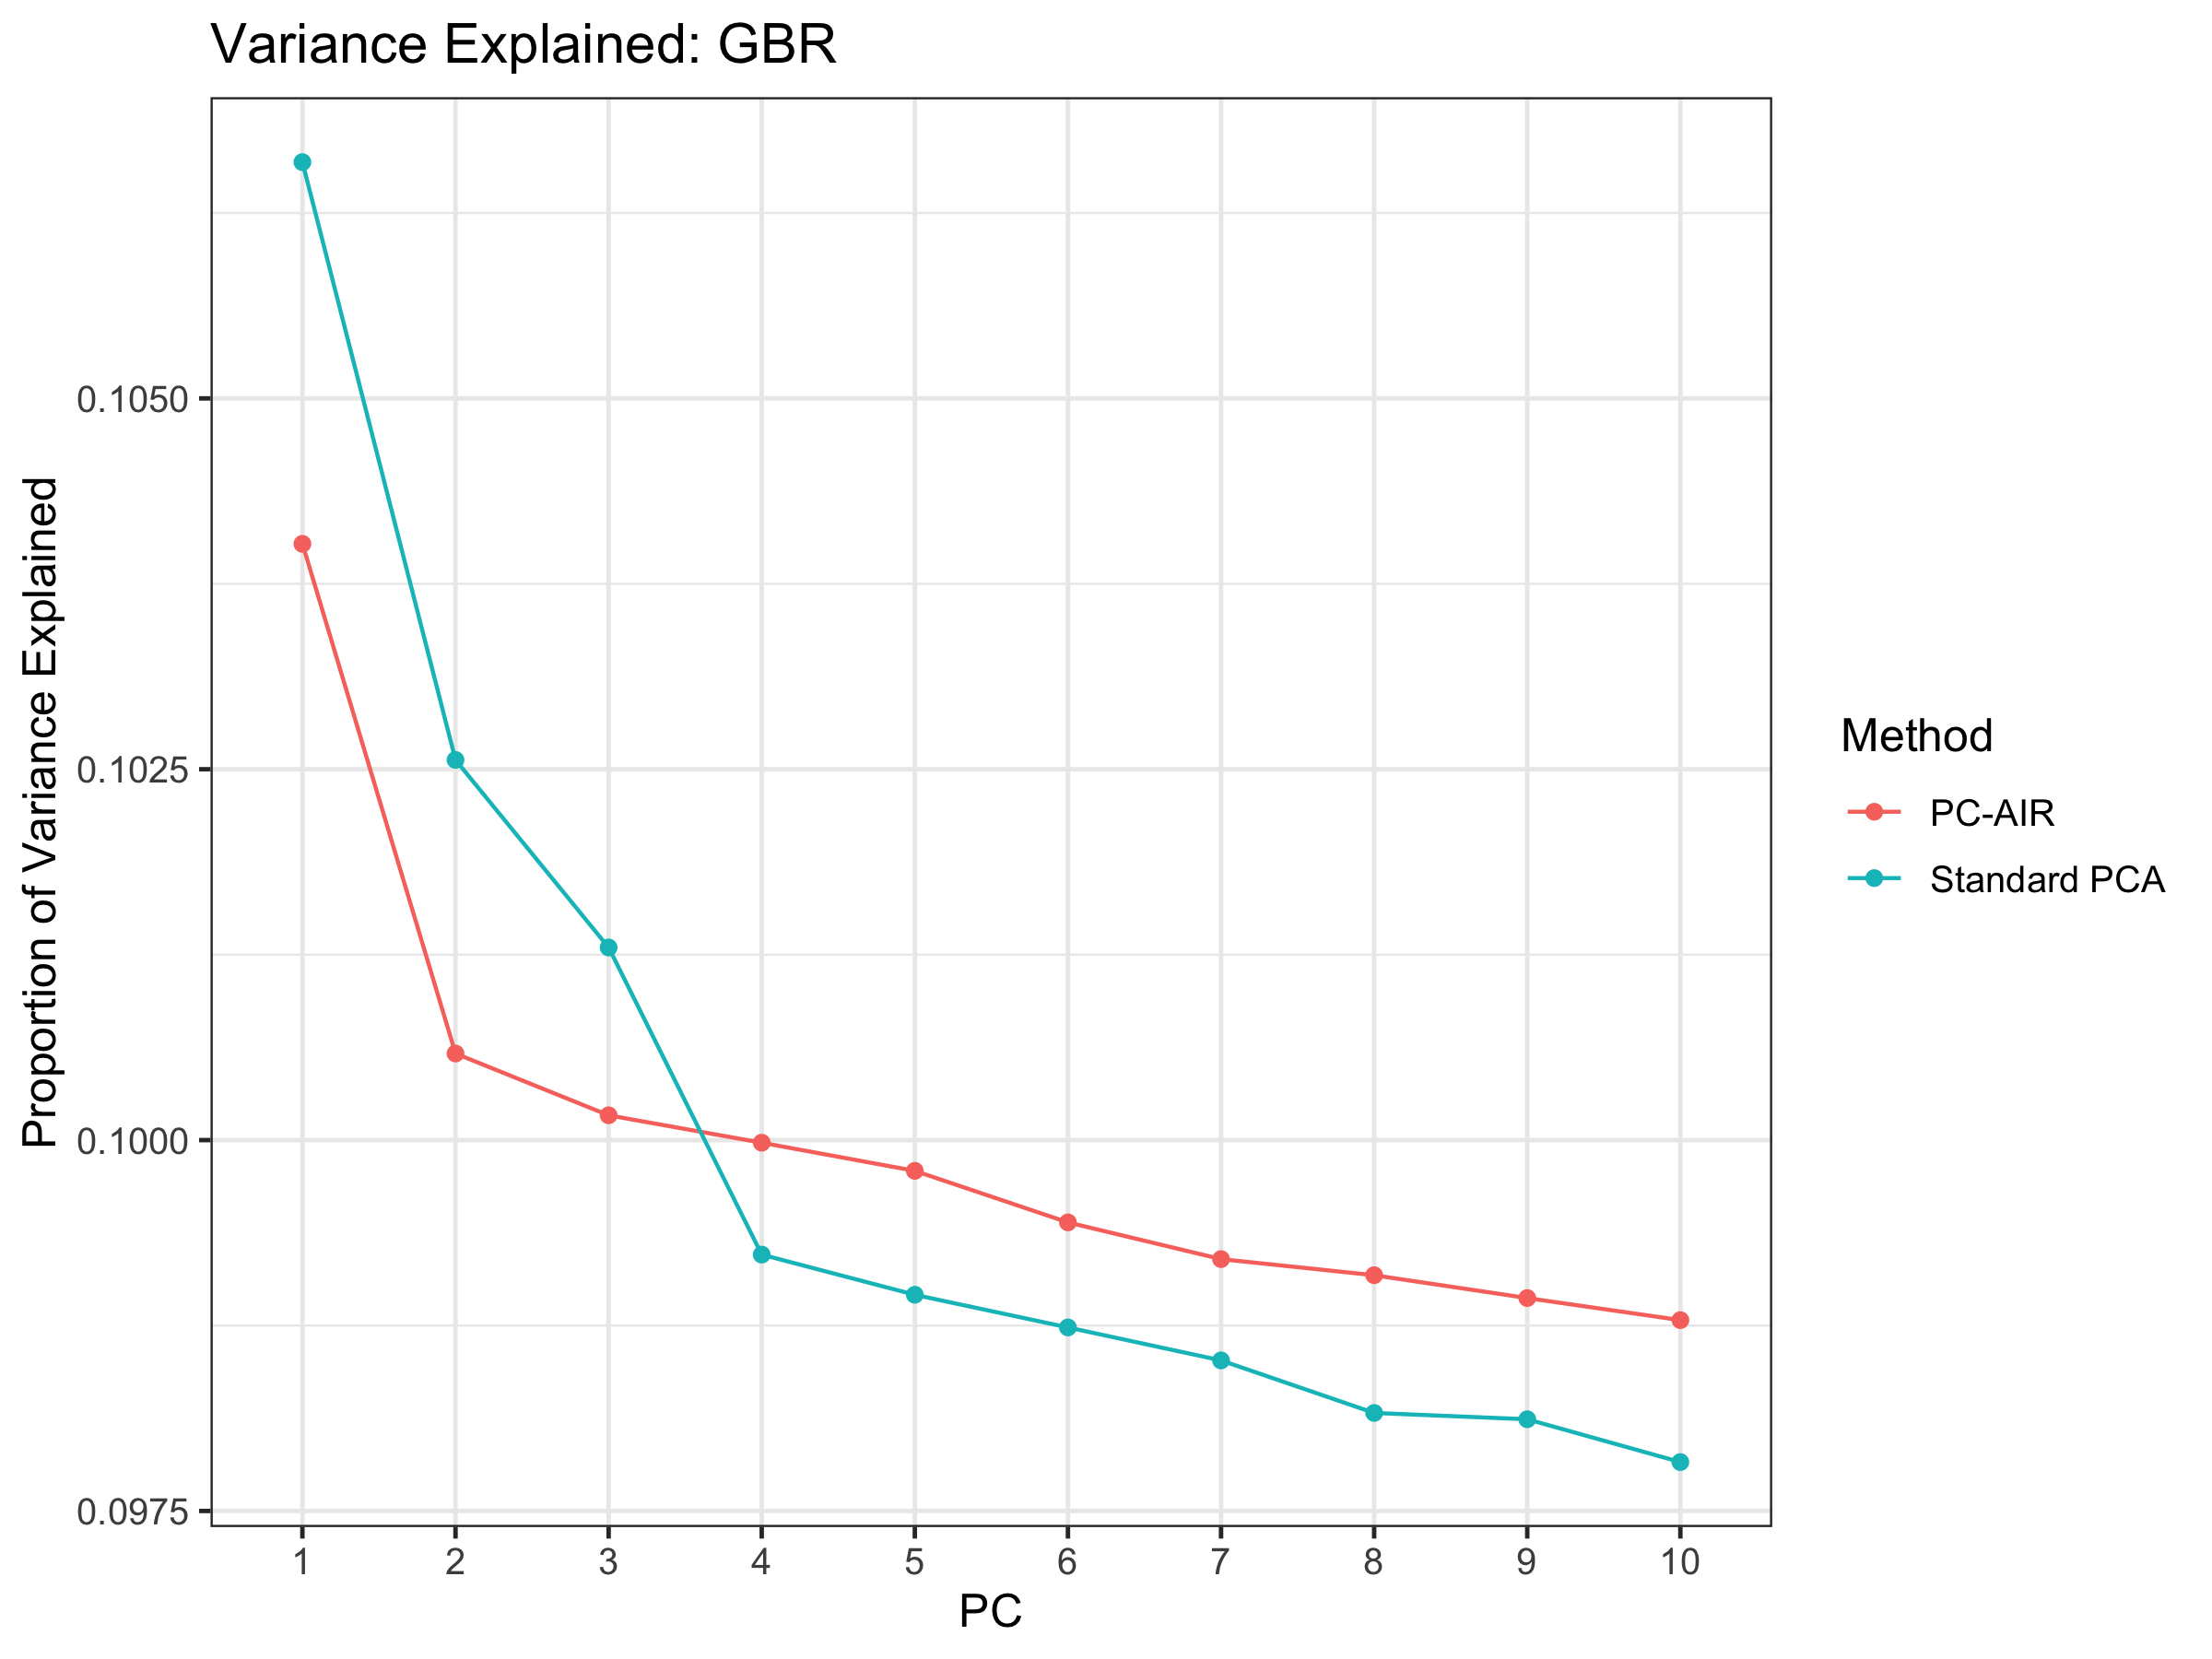 Variance Explained: GBR
Proportion of Variance Explained
0.1050
0.1025
0.1000
0.0975
1 2 3 4 5 6 7 8 9 10
PC
Method
PC-AIR
Standard PCA